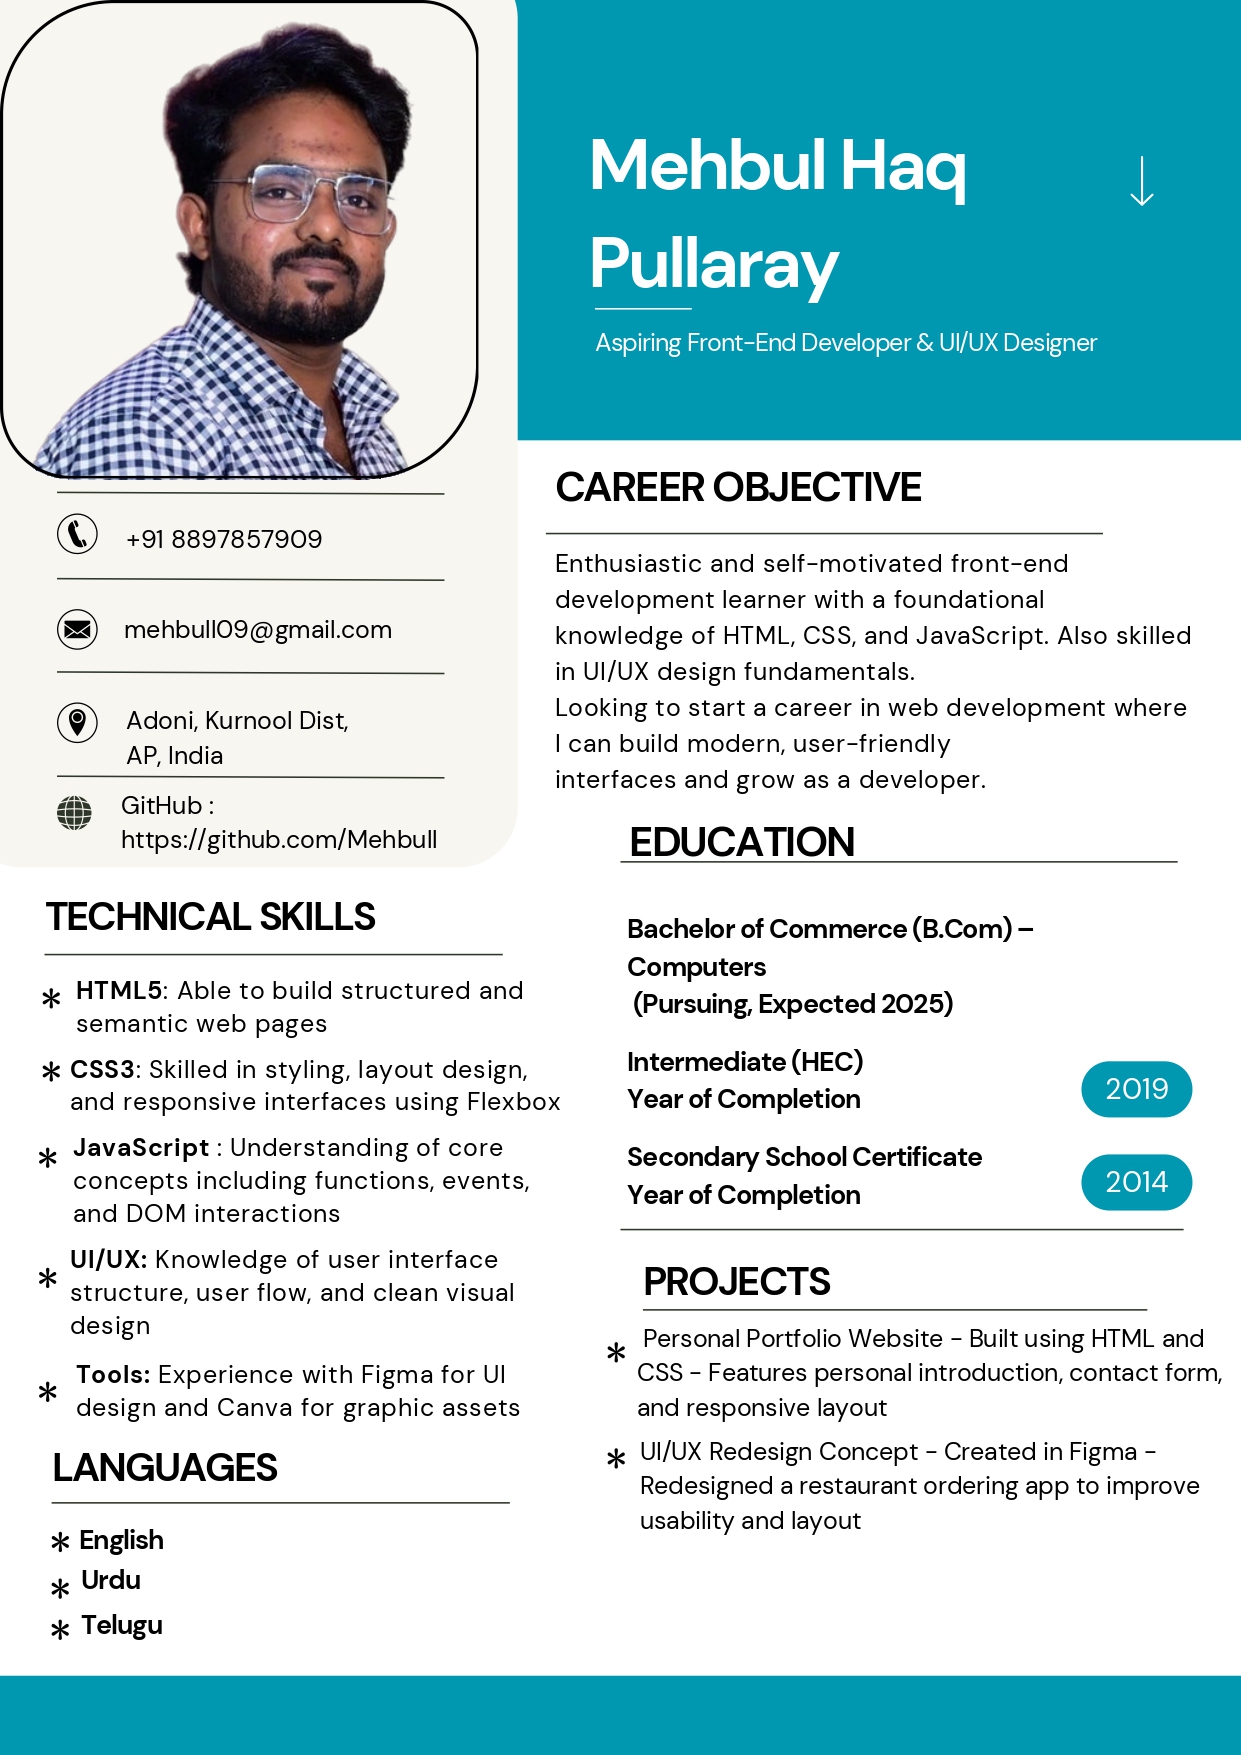 Mehbul Haq
Pullaray
Aspiring Front-End Developer & UI/UX Designer
+91 8897857909
mehbull09@gmail.com
Adoni, Kurnool Dist,
AP, India
GitHub :
https://github.com/Mehbull
TECHNICAL SKILLS
* HTML5: Able to build structured and
semantic web pages
* CSS3: Skilled in styling, layout design,
and responsive interfaces using Flexbox
* JavaScript : Understanding of core
concepts including functions, events,
and DOM interactions
* UI/UX: Knowledge of user interface
structure, user flow, and clean visual
design
* Tools: Experience with Figma for UI
design and Canva for graphic assets
LANGUAGES
* English
* Urdu
* Telugu
CAREER OBJECTIVE
Enthusiastic and self-motivated front-end
development learner with a foundational
knowledge of HTML, CSS, and JavaScript. Also skilled
in UI/UX design fundamentals.
Looking to start a career in web development where
I can build modern, user-friendly
interfaces and grow as a developer.
EDUCATION
Bachelor of Commerce (B.Com) –
Computers
(Pursuing, Expected 2025)
Intermediate (HEC)
Year of Completion
2019
Secondary School Certificate
Year of Completion
2014
PROJECTS
* Personal Portfolio Website - Built using HTML and
CSS - Features personal introduction, contact form,
and responsive layout
* UI/UX Redesign Concept - Created in Figma -
Redesigned a restaurant ordering app to improve
usability and layout